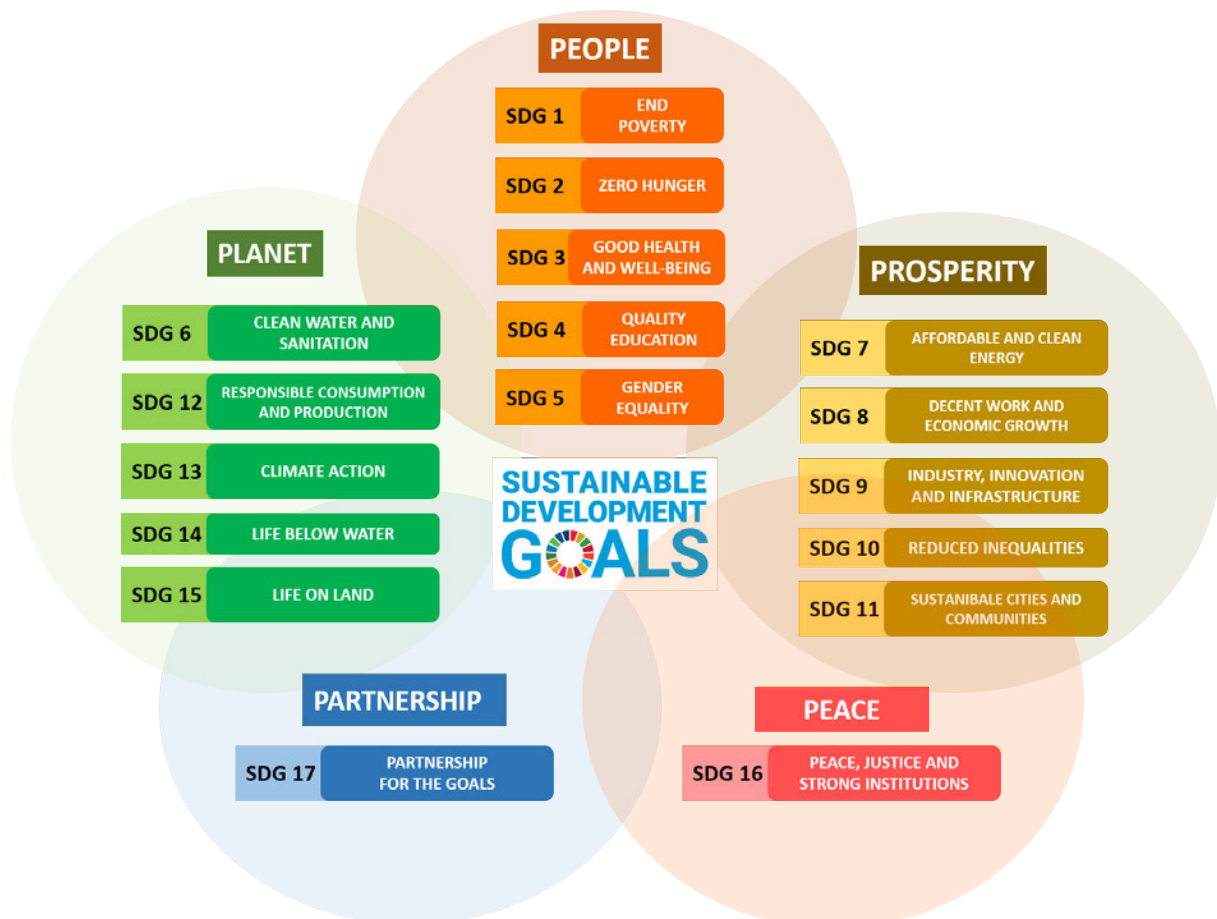 PEOPLE
SDG 1
END
POVERTY
SDG 2
ZERO HUNGER
SDG 3
GOOD HEALTH
AND WELL-BEING
SDG 4
QUALITY
EDUCATION
SDG 5
GENDER
EQUALITY
PLANET
SDG 6
CLEAN WATER AND
SANITATION
SDG 12
RESPONSIBLE CONSUMPTION
AND PRODUCTION
SDG 13
CLIMATE ACTION
SDG 14
LIFE BELOW WATER
SDG 15
LIFE ON LAND
PROSPERITY
SDG 7
AFFORDABLE AND CLEAN
ENERGY
SDG 8
DECENT WORK AND
ECONOMIC GROWTH
SDG 9
INDUSTRY, INNOVATION
AND INFRASTRUCTURE
SDG 10
REDUCED INEQUALITIES
SDG 11
SUSTANIBALE CITIES AND
COMMUNITIES
SUSTAINABLE
DEVELOPMENT
GOALS
PARTNERSHIP
SDG 17
PARTNERSHIP
FOR THE GOALS
PEACE
SDG 16
PEACE, JUSTICE AND
STRONG INSTITUTIONS